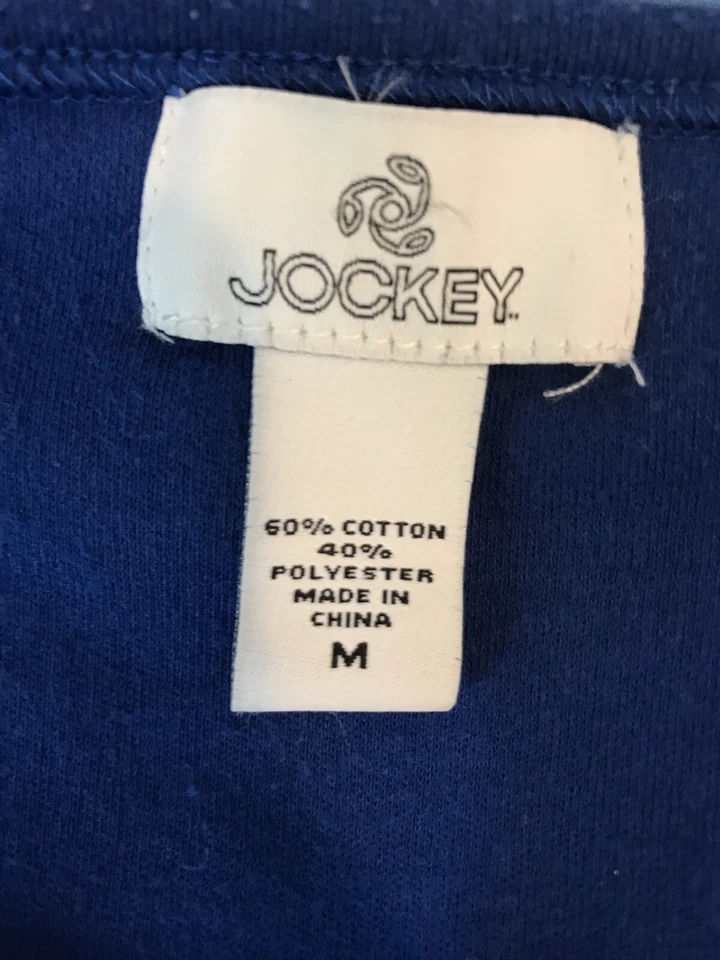 JOCKEY
60% COTTON
40%
POLYESTER
MADE IN
CHINA
M